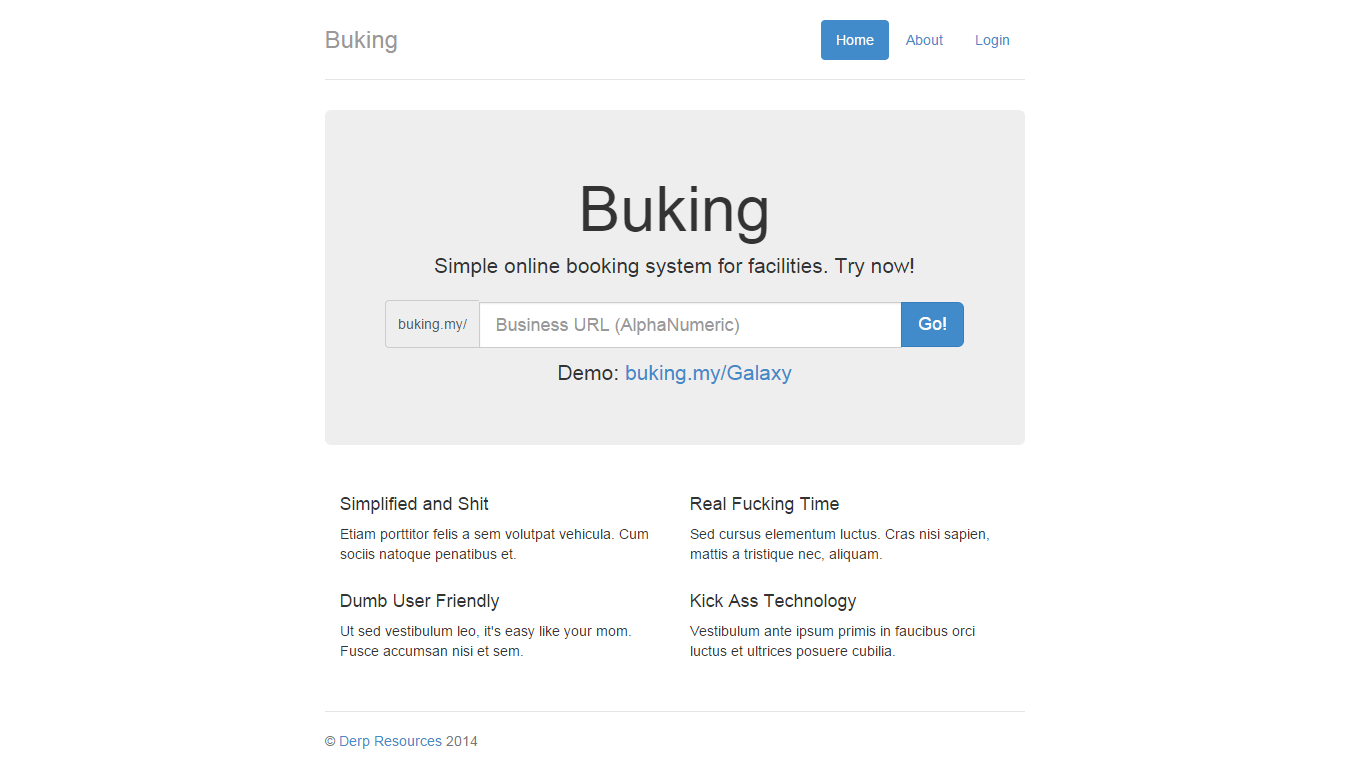 Buking
Home About Login
Buking
Simple online booking system for facilities. Try now!
buking.my/ Business URL (AlphaNumeric) Go!
Demo: buking.my/Galaxy
Simplified and Shit
Etiam porttitor felis a sem volutpat vehicula. Cum
sociis natoque penatibus et.
Real Fucking Time
Sed cursus elementum luctus. Cras nisi sapien,
mattis a tristique nec, aliquam.
Dumb User Friendly
Ut sed vestibulum leo, it's easy like your mom.
Fusce accumsan nisi et sem.
Kick Ass Technology
Vestibulum ante ipsum primis in faucibus orci
luctus et ultrices posuere cubilia.
© Derp Resources 2014